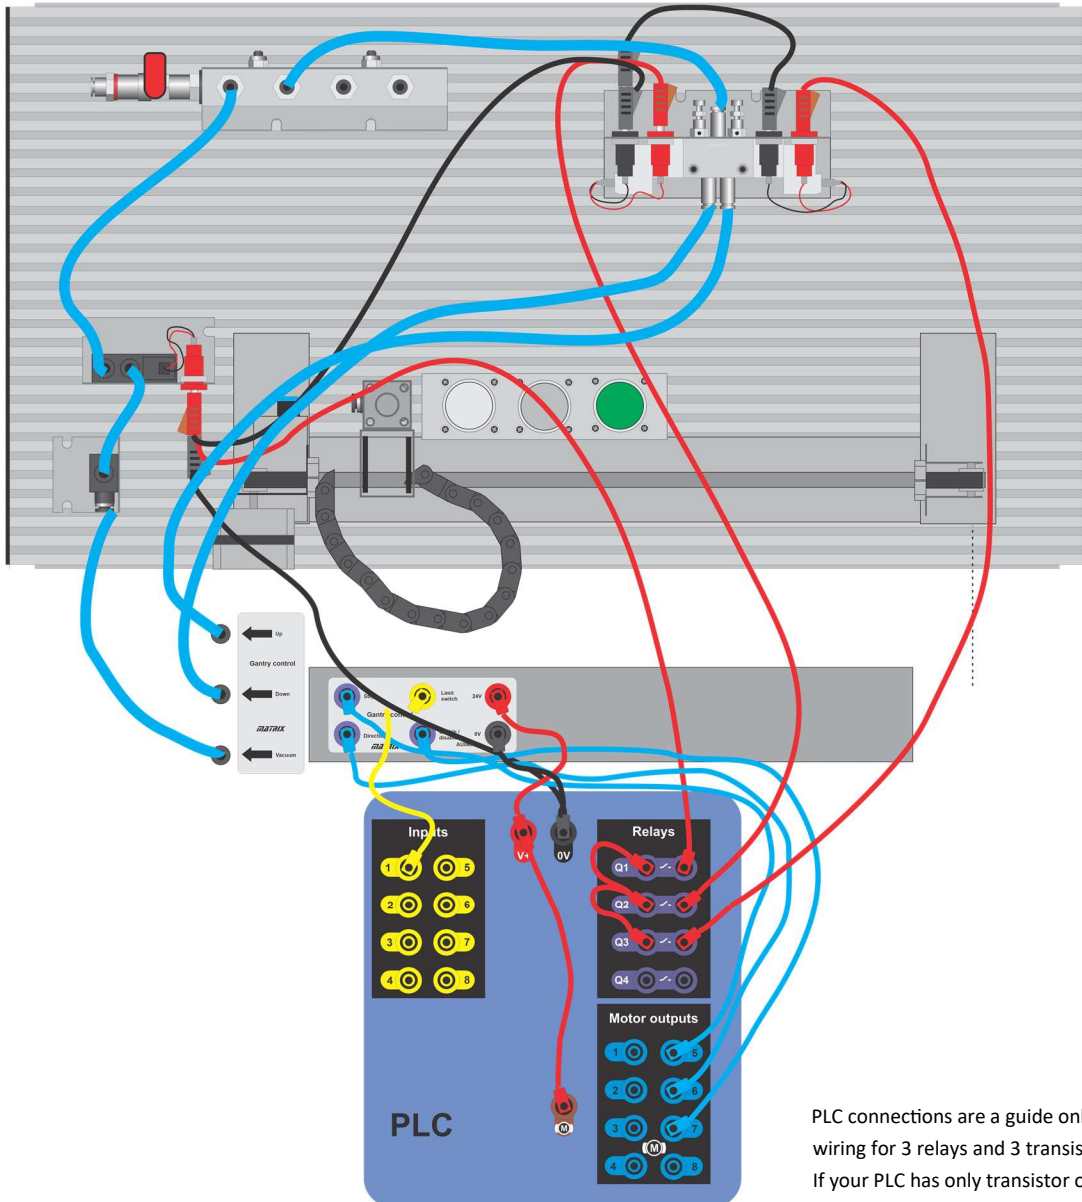 Up
Gantry control
Down
MATRIX
Vacuum
Limit
switch
24V
Direction
0V
MATRIX
Inputs
1
5
2
6
3
7
4
8
V+
0V
Relays
Q1
Q2
Q3
Q4
Motor outputs
1
5
2
6
3
7
4
8
M
M
PLC
PLC connections are a guide onl
wiring for 3 relays and 3 transis
If your PLC has only transistor o